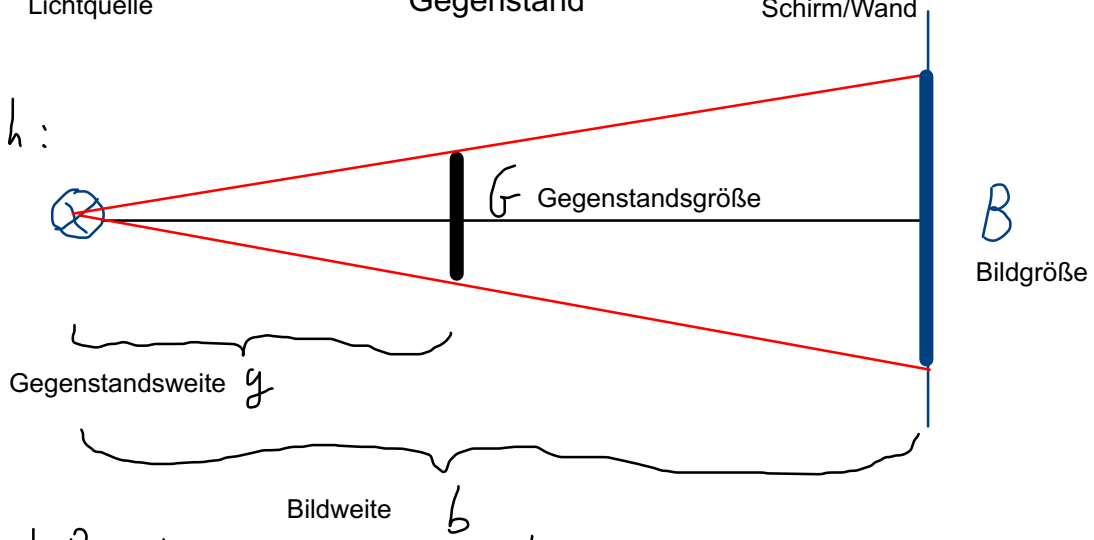 Lichtquelle
Gegenstand
Schirm/Wand
h :
G Gegenstandsgröße
B
Bildgröße
Gegenstandsweite g
Bildweite b